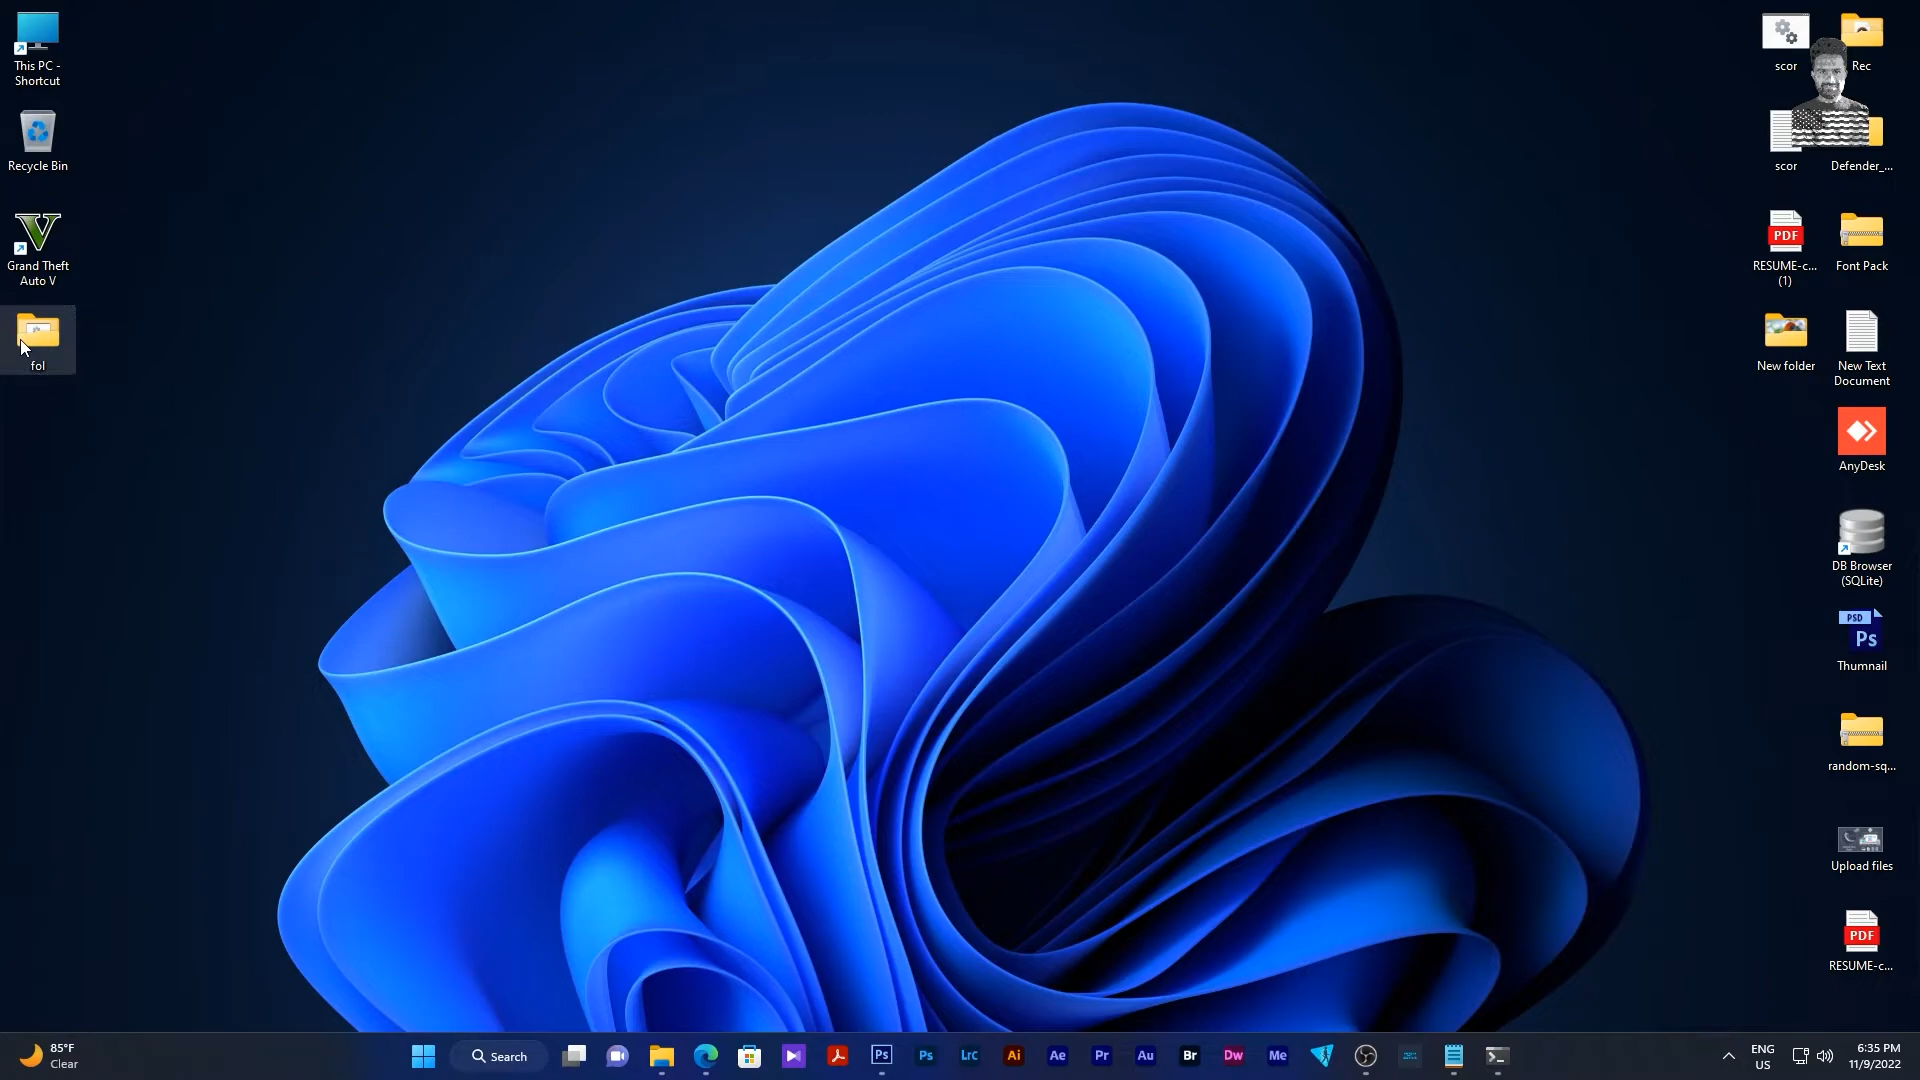 This PC -
Shortcut
Recycle Bin
Grand Theft
Auto V
fol
scor
Rec
scor
Defender_...
PDF
RESUME-c...
(1)
Font Pack
New folder
New Text
Document
AnyDesk
DB Browser
(SQLite)
PSD
Ps
Thumnail
random-sq...
Upload files
PDF
RESUME-c...
85°F
Clear
Search
Ps
Ps
LrC
Ai
Ae
Pr
Au
Br
Dw
Me
ENG
US
6:35 PM
11/9/2022